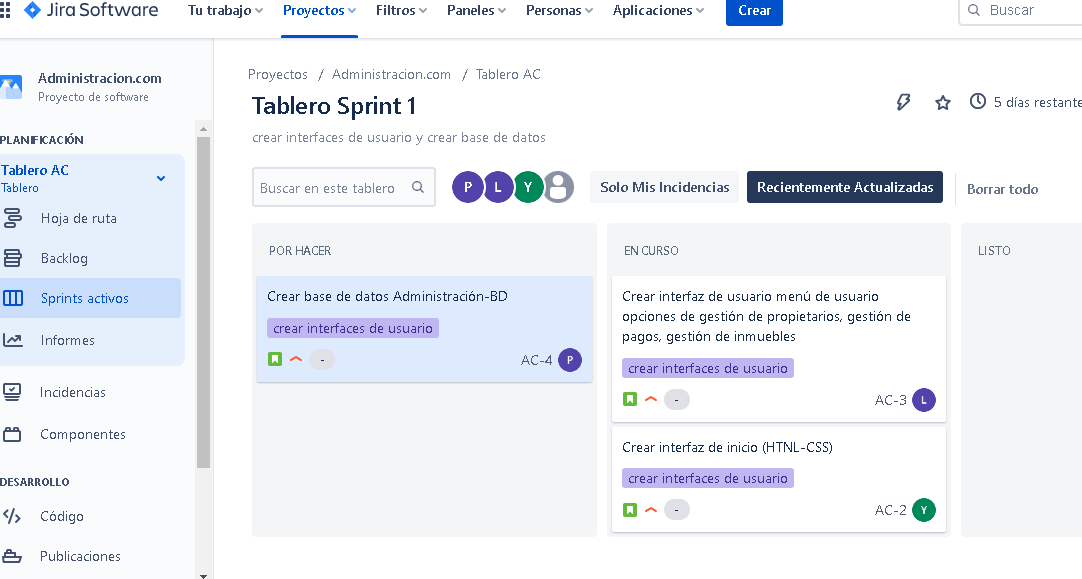 Jira Software
Tu trabajo
Proyectos
Filtros
Paneles
Personas
Aplicaciones
Crear
Buscar
Administracion.com
Proyecto de software
PLANIFICACIÓN
Tablero AC
Tablero
Hoja de ruta
Backlog
Sprints activos
Informes
Incidencias
Componentes
DESARROLLO
Código
Publicaciones
Proyectos / Administracion.com / Tablero AC
Tablero Sprint 1
5 días restante
crear interfaces de usuario y crear base de datos
Buscar en este tablero
P
L
Y
Solo Mis Incidencias
Recientemente Actualizadas
Borrar todo
POR HACER
Crear base de datos Administración-BD
crear interfaces de usuario
- AC-4 P
EN CURSO
Crear interfaz de usuario menú de usuario
opciones de gestión de propietarios, gestión de
pagos, gestión de inmuebles
crear interfaces de usuario
- AC-3 L
Crear interfaz de inicio (HTNL-CSS)
crear interfaces de usuario
- AC-2 Y
LISTO